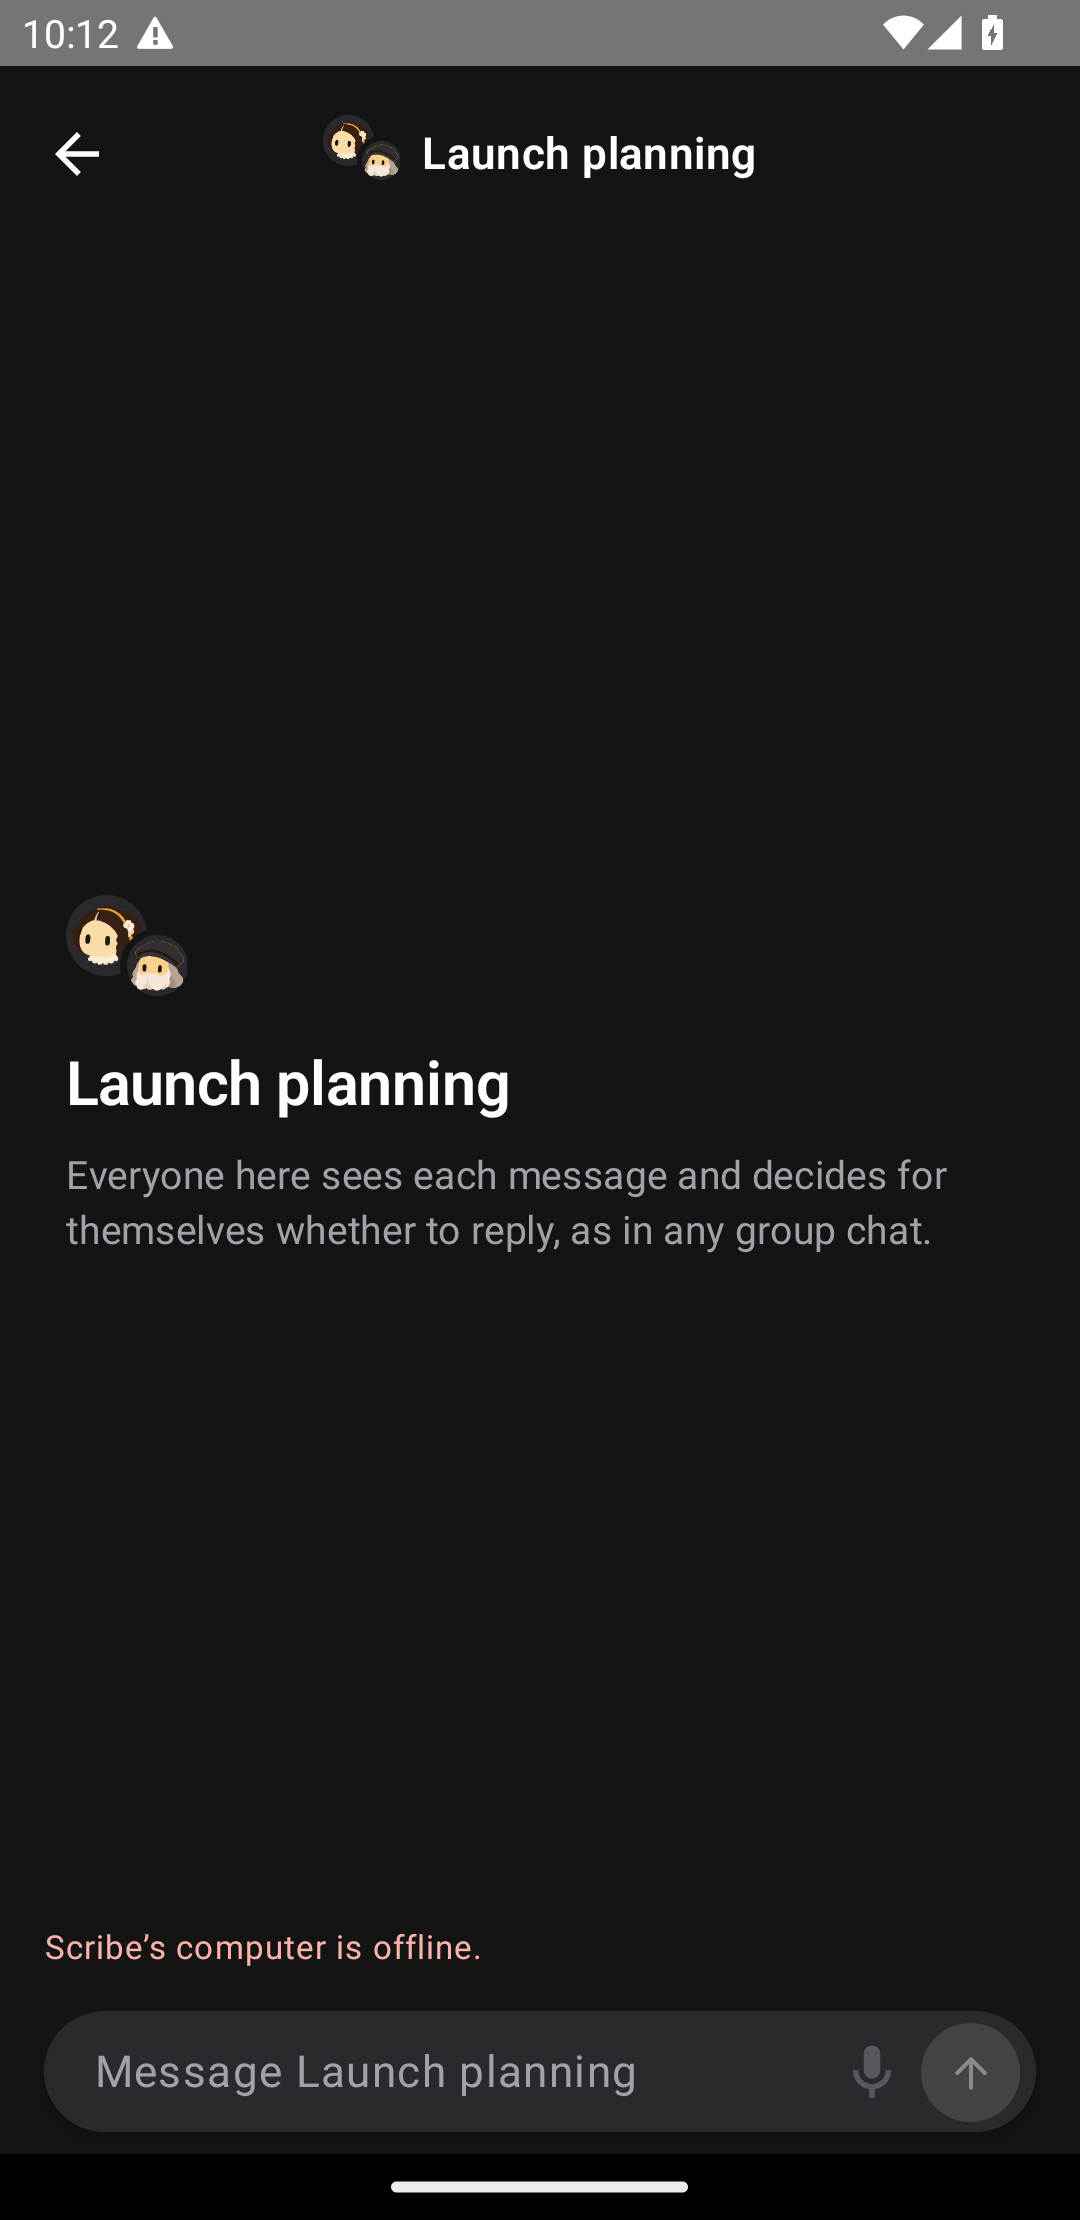 10:12
Launch planning
Launch planning
Everyone here sees each message and decides for
themselves whether to reply, as in any group chat.
Scribe’s computer is offline.
Message Launch planning